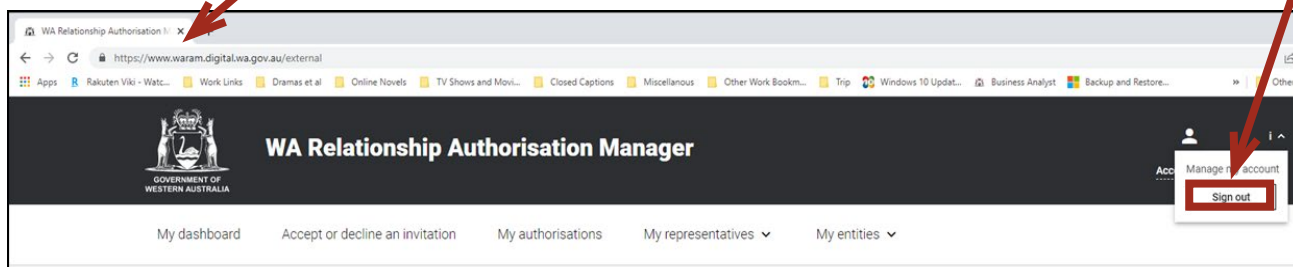 WA Relationship Authorisation M
https://www.waram.digital.wa.gov.au/external
Apps Rakuten Viki - Watc... Work Links Dramas et al Online Novels TV Shows and Movi... Closed Captions Miscellanous Other Work Bookm... Trip Windows 10 Updat... Business Analyst Backup and Restore... » Othe
WA Relationship Authorisation Manager
i
GOVERNMENT OF
WESTERN AUSTRALIA
Acc
Manage my account
Sign out
My dashboard Accept or decline an invitation My authorisations My representatives My entities